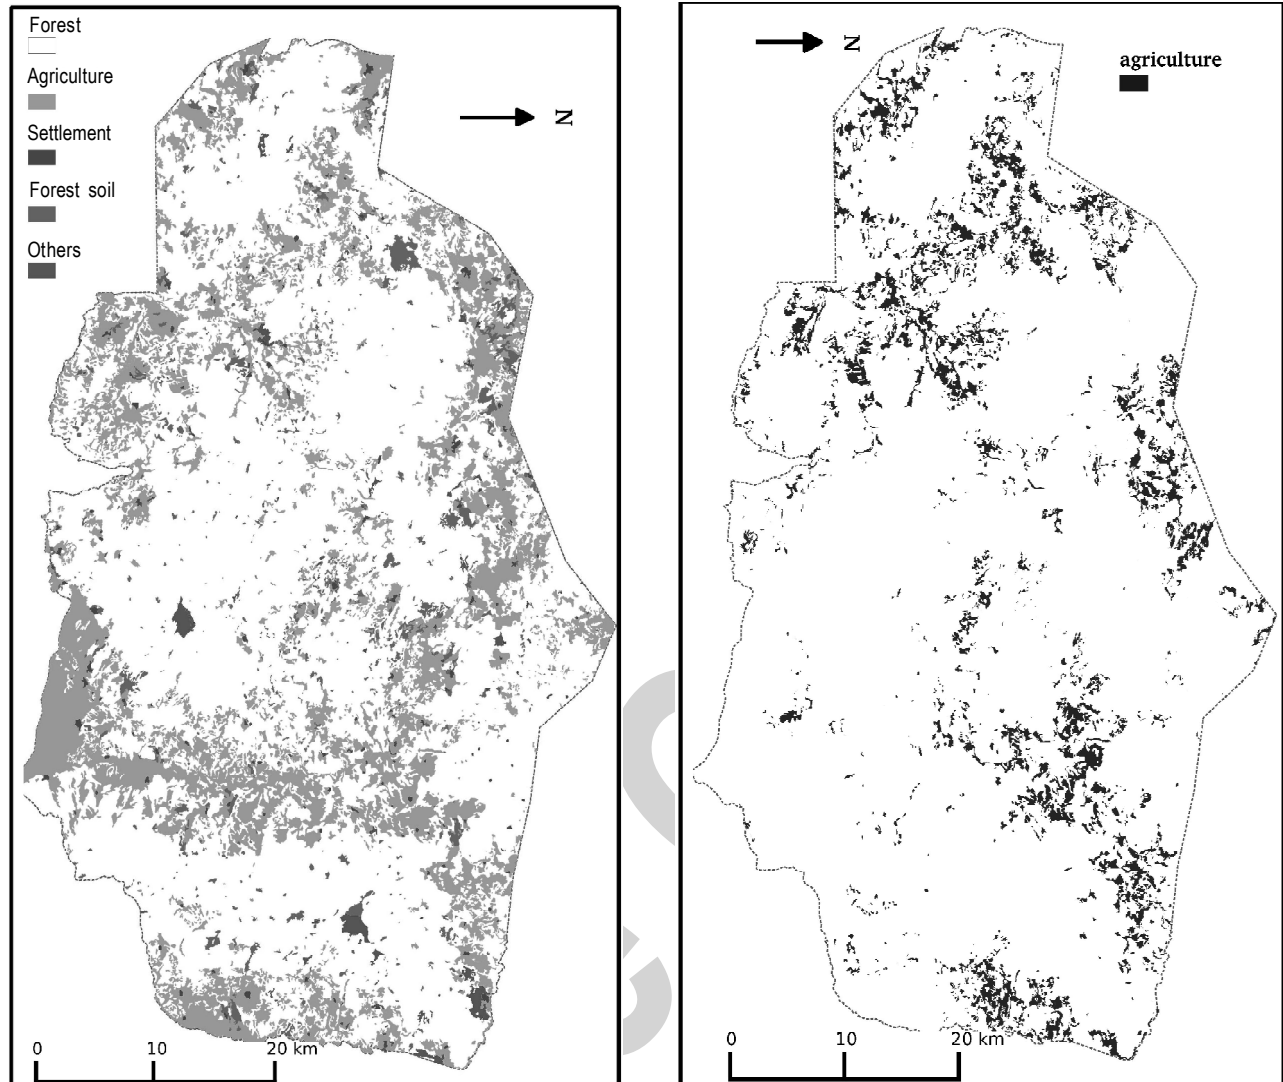 Forest
Agriculture
Settlement
Forest soil
Others
N
0 10 20 km
N
agriculture
0 10 20 km